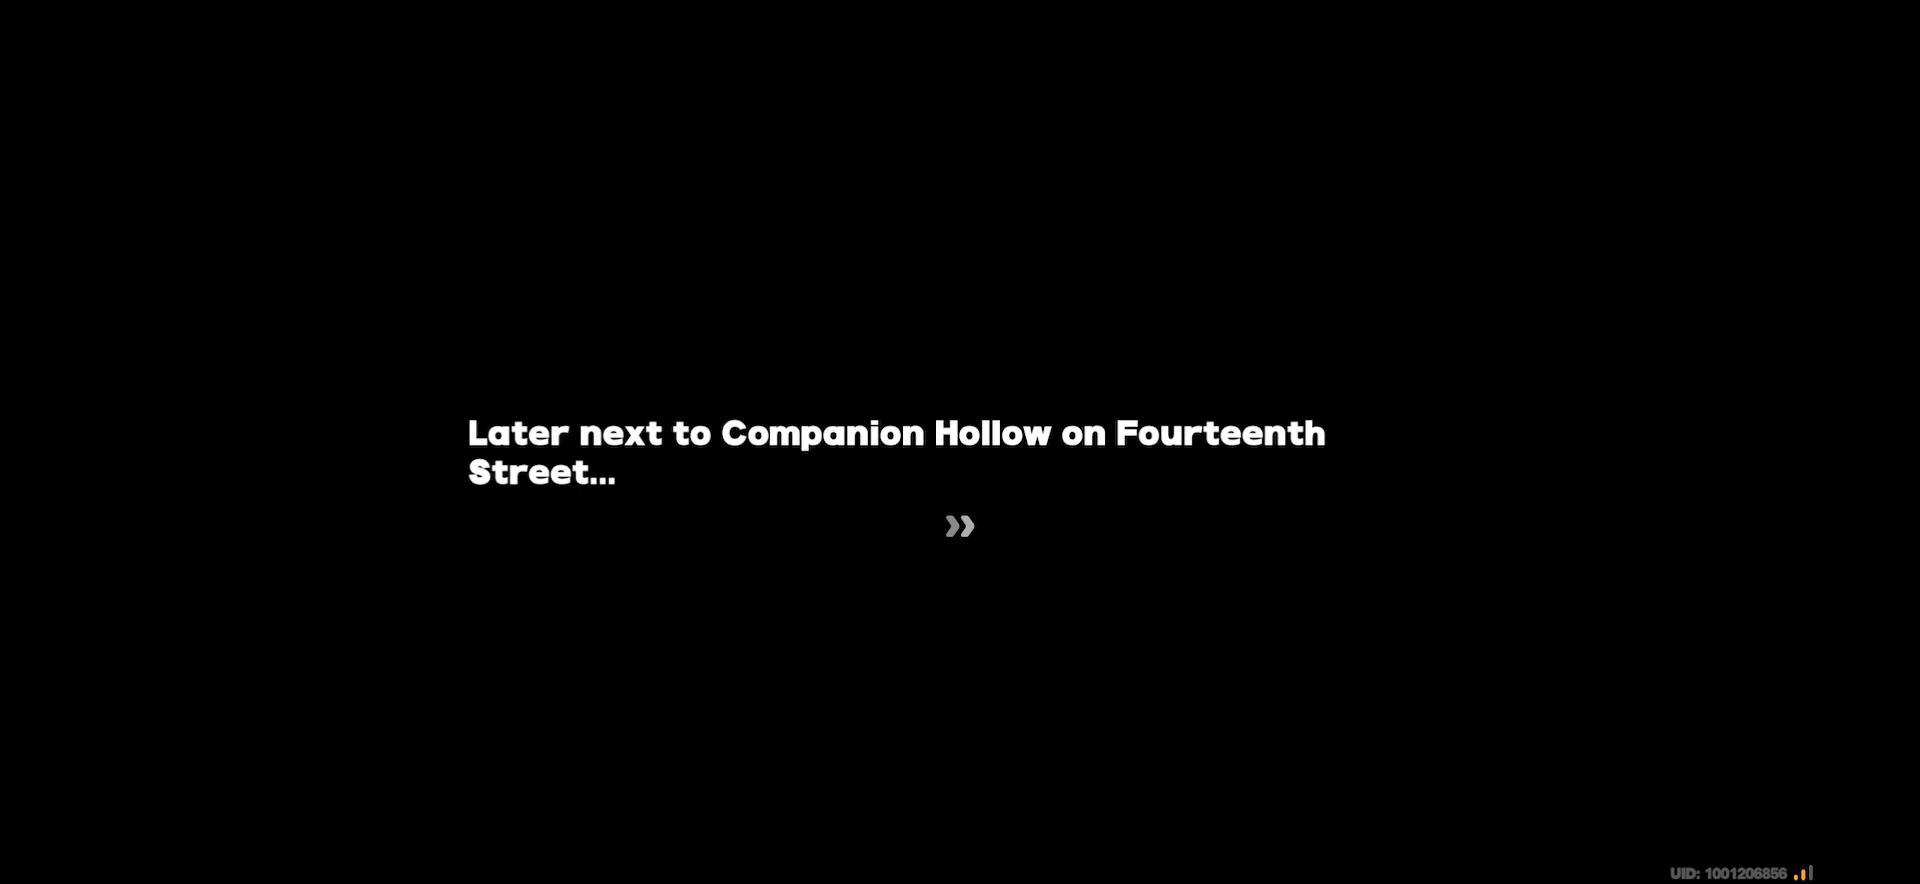 Later next to Companion Hollow on Fourteenth
Street...
UID: 1001206856